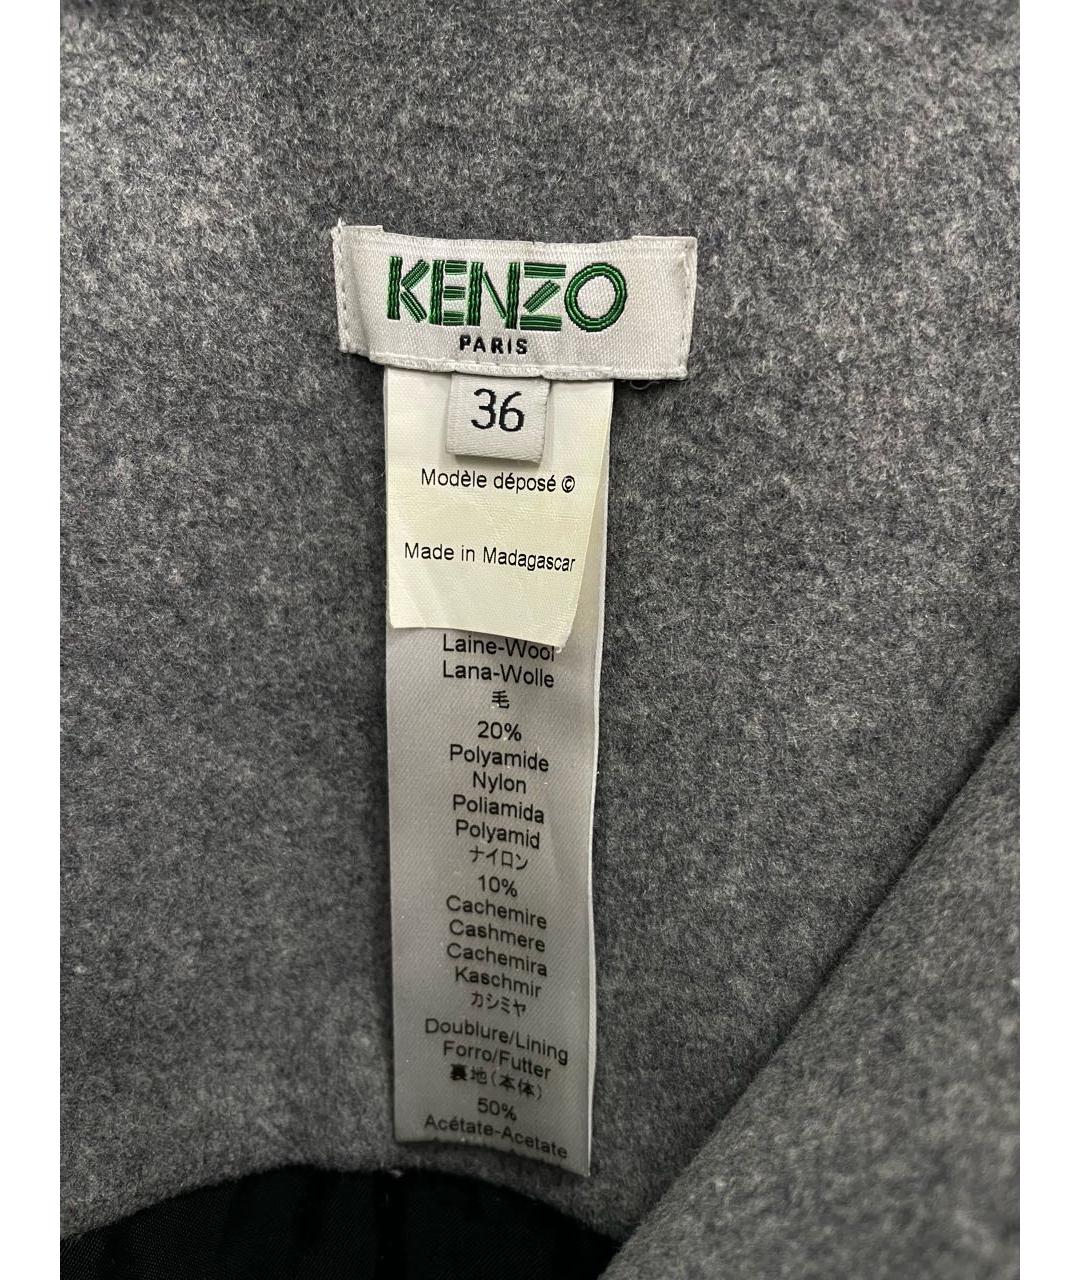 KENZO
PARIS
36
Modèle déposé ©
Made in Madagascar
Laine-Wool
Lana-Wolle
毛
20%
Polyamide
Nylon
Poliamida
Polyamid
ナイロン
10%
Cachemire
Cashmere
Cachemira
Kaschmir
カシミヤ
Doublure/Lining
Forro/Futter
裏地(本体)
50%
Acétate-Acetate